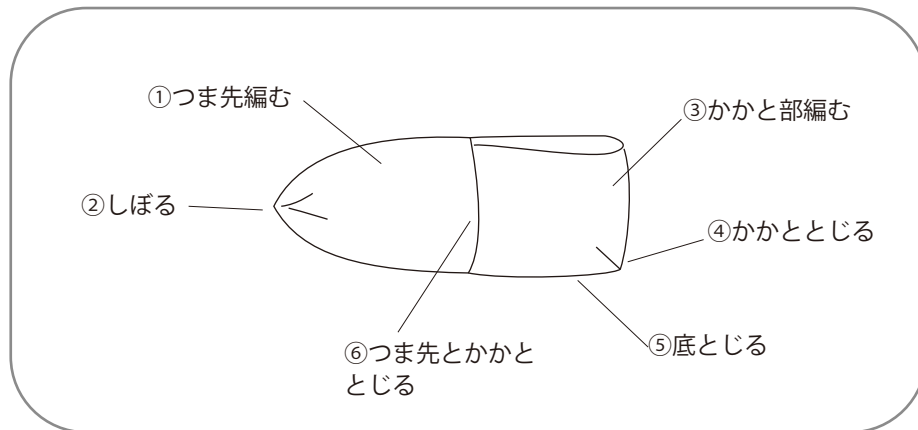 ①つま先編む
③かかと部編む
②しぼる
④かかととじる
⑤底とじる
⑥つま先とかかと
とじる